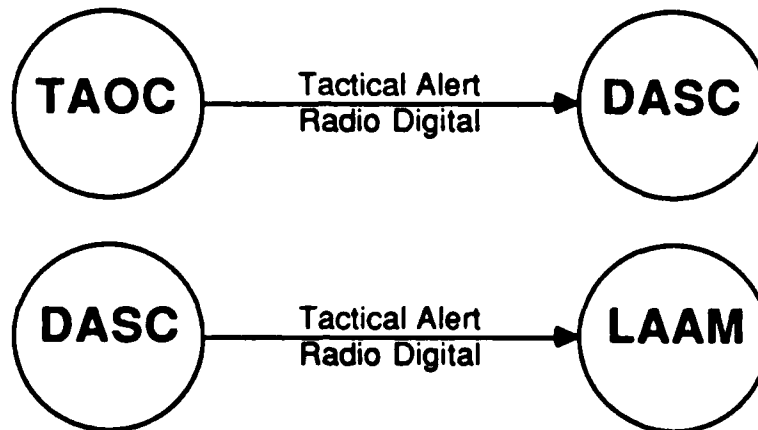 TAOC
Tactical Alert
Radio Digital
DASC
DASC
Tactical Alert
Radio Digital
LAAM